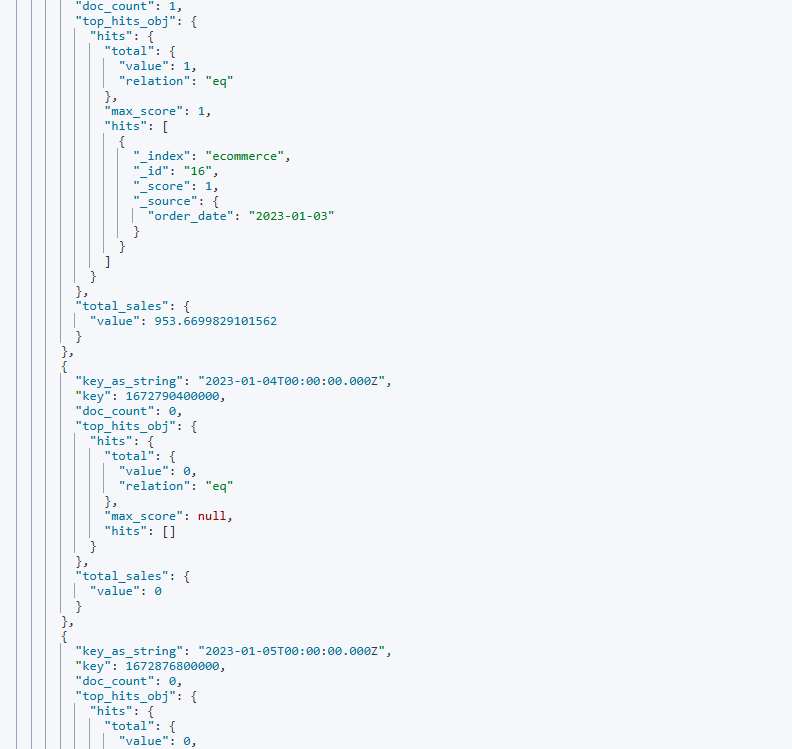 "doc_count": 1,
"top_hits_obj": {
"hits": {
"total": {
"value": 1,
"relation": "eq"
},
"max_score": 1,
"hits": [
{
"_index": "ecommerce",
"_id": "16",
"_score": 1,
"_source": {
"order_date": "2023-01-03"
}
}
]
}
},
"total_sales": {
"value": 953.6699829101562
}
},
{
"key_as_string": "2023-01-04T00:00:00.000Z",
"key": 1672790400000,
"doc_count": 0,
"top_hits_obj": {
"hits": {
"total": {
"value": 0,
"relation": "eq"
},
"max_score": null,
"hits": []
}
},
"total_sales": {
"value": 0
}
},
{
"key_as_string": "2023-01-05T00:00:00.000Z",
"key": 1672876800000,
"doc_count": 0,
"top_hits_obj": {
"hits": {
"total": {
"value": 0,